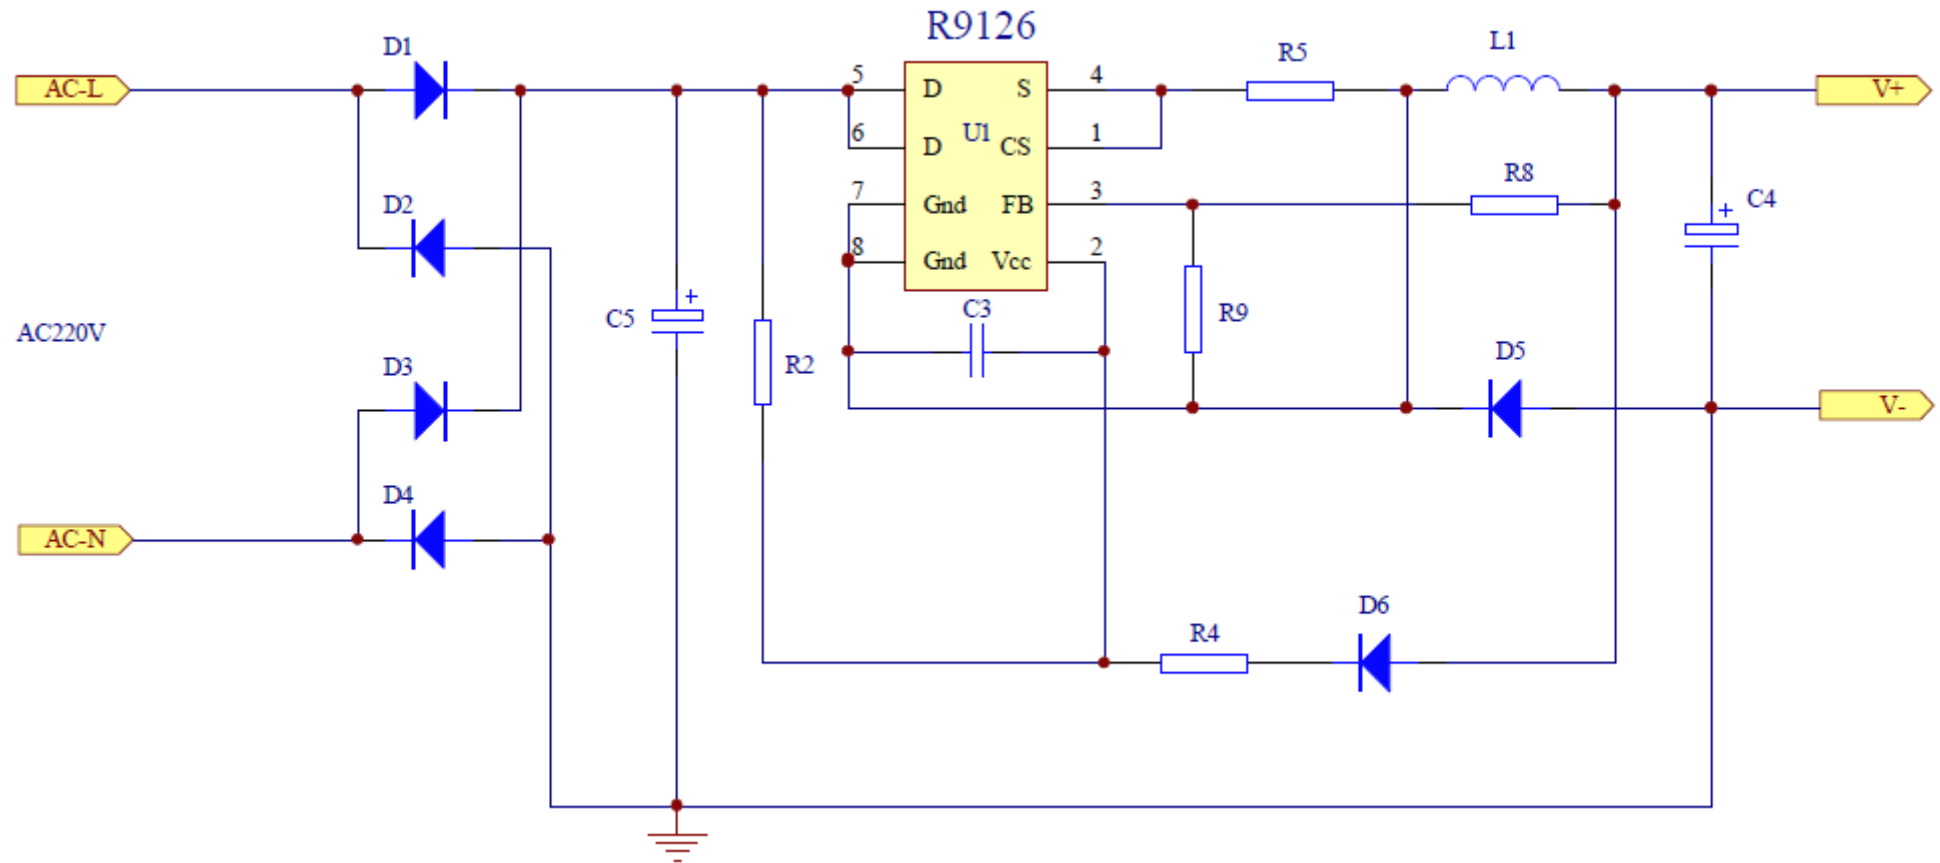 R9126
D1
R5
L1
AC-L
5
D
S
4
V+
6
D
U1
CS
1
D2
7
Gnd
FB
3
R8
C4
+
8
Gnd
Vcc
2
C5
+
C3
R9
AC220V
D3
R2
D5
V-
D4
AC-N
R4
D6